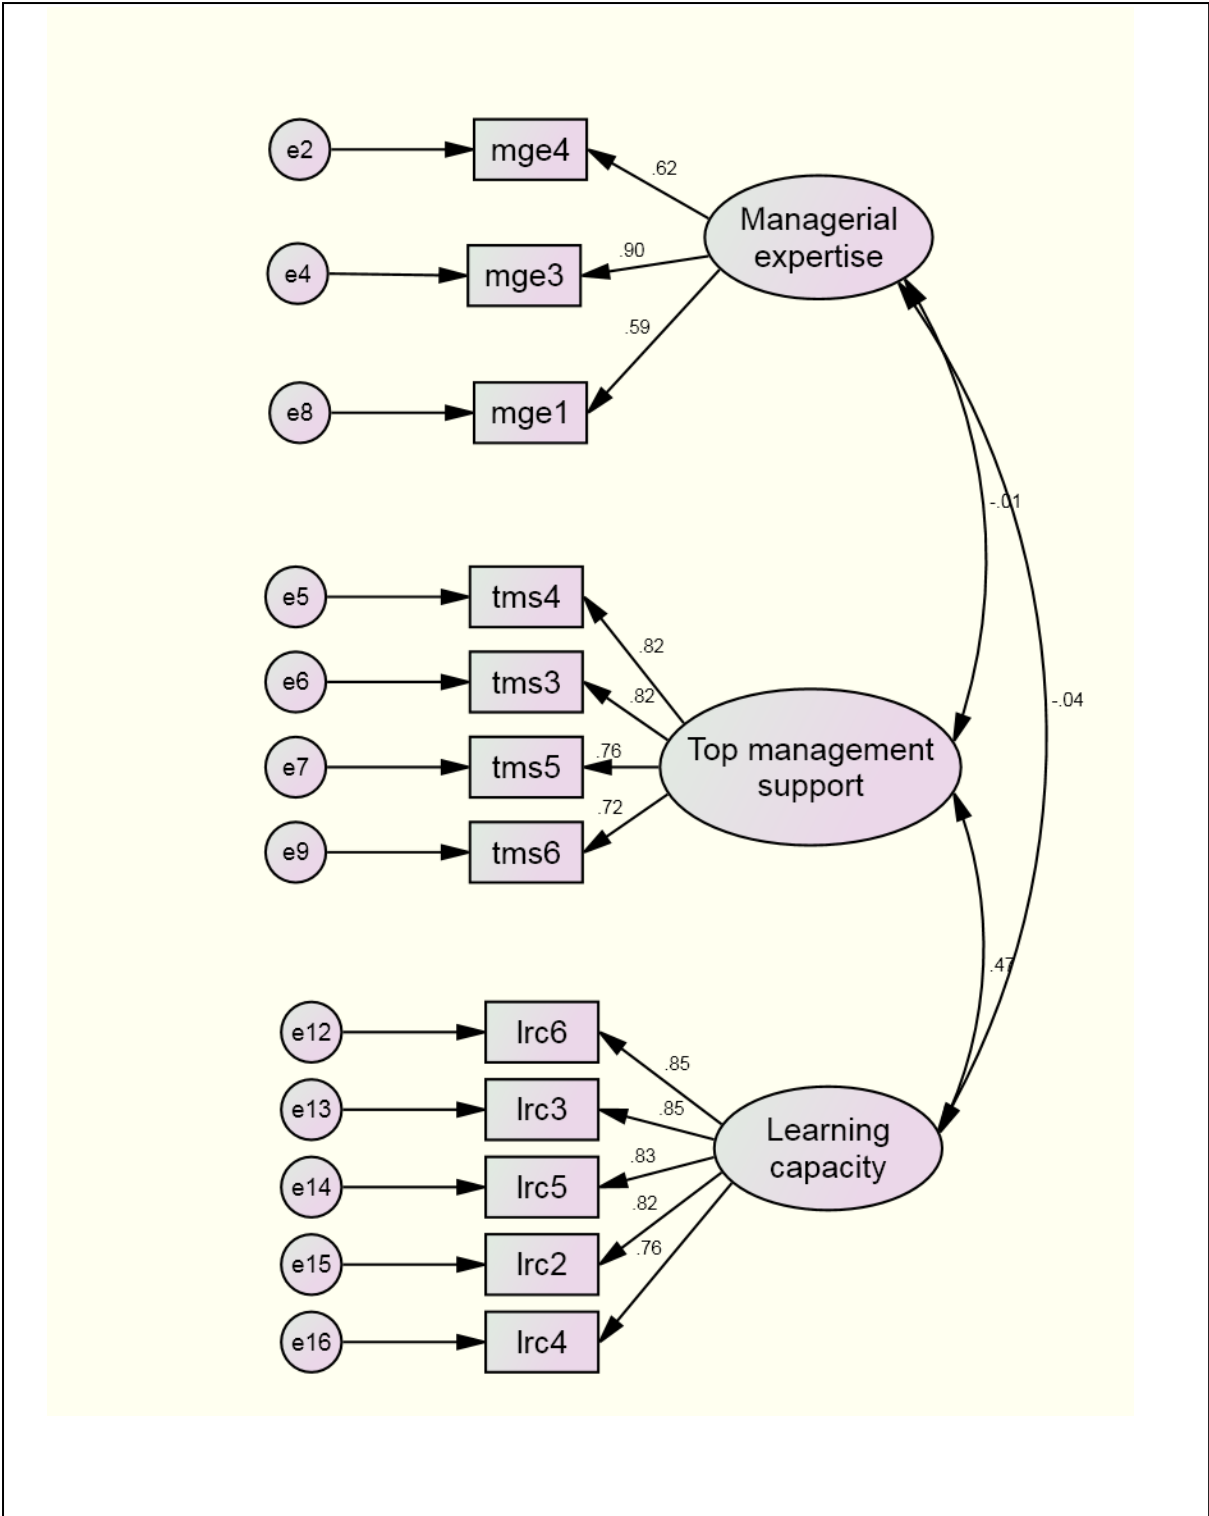 e2
mge4
.62
Managerial
expertise
e4
mge3
.90
.59
e8
mge1
-.01
e5
tms4
.82
e6
tms3
.82
-.04
Top management
support
e7
tms5
.76
.72
e9
tms6
.47
e12
lrc6
.85
e13
lrc3
.85
Learning
capacity
.83
e14
lrc5
.82
e15
lrc2
.76
e16
lrc4